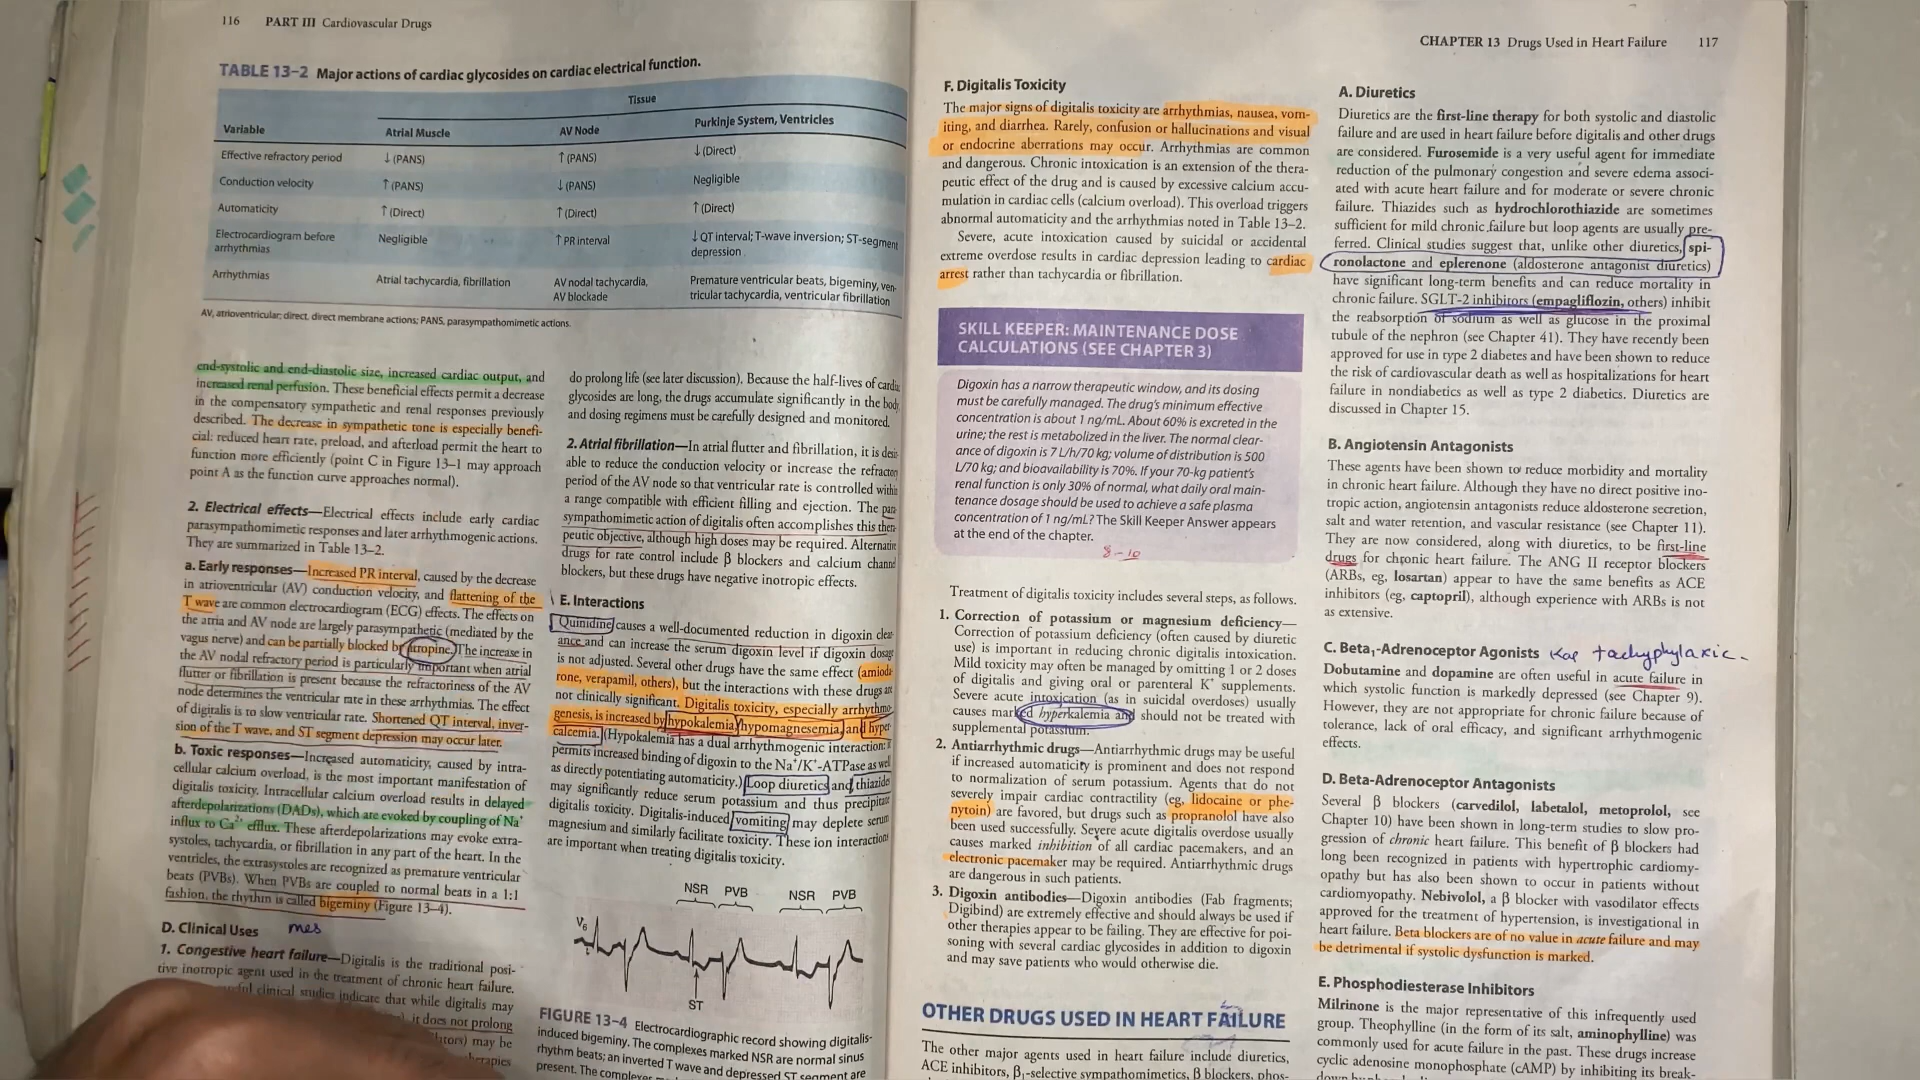 116 PART III Cardiovascular Drugs
TABLE 13–2 Major actions of cardiac glycosides on cardiac electrical function.
Tissue
Variable Atrial Muscle AV Node Purkinje System, Ventricles
Effective refractory period ↓ (PANS) ↑ (PANS) ↓ (Direct)
Conduction velocity ↑ (PANS) ↓ (PANS) Negligible
Automaticity ↑ (Direct) ↑ (Direct) ↑ (Direct)
Electrocardiogram before Negligible ↑ PR interval ↓ QT interval; T-wave inversion; ST-segment
arrhythmias depression
Arrhythmias Atrial tachycardia, fibrillation AV nodal tachycardia, Premature ventricular beats, bigeminy, ven-
AV blockade tricular tachycardia, ventricular fibrillation
AV, atrioventricular; direct, direct membrane actions; PANS, parasympathomimetic actions.
end-systolic and end-diastolic size, increased cardiac output, and
increased renal perfusion. These beneficial effects permit a decrease
in the compensatory sympathetic and renal responses previously
described. The decrease in sympathetic tone is especially benefi-
cial: reduced heart rate, preload, and afterload permit the heart to
function more efficiently (point C in Figure 13–1 may approach
point A as the function curve approaches normal).
2. Electrical effects—Electrical effects include early cardiac
parasympathomimetic responses and later arrhythmogenic actions.
They are summarized in Table 13–2.
a. Early responses—Increased PR interval, caused by the decrease
in atrioventricular (AV) conduction velocity, and flattening of the
T wave are common electrocardiogram (ECG) effects. The effects on
the atria and AV node are largely parasympathetic (mediated by the
vagus nerve) and can be partially blocked by atropine. The increase in
the AV nodal refractory period is particularly important when atrial
flutter or fibrillation is present because the refractoriness of the AV
node determines the ventricular rate in these arrhythmias. The effect
of digitalis is to slow ventricular rate. Shortened QT interval, inver-
sion of the T wave, and ST segment depression may occur later.
b. Toxic responses—Increased automaticity, caused by intra-
cellular calcium overload, is the most important manifestation of
digitalis toxicity. Intracellular calcium overload results in delayed
afterdepolarizations (DADs), which are evoked by coupling of Na⁺
influx to Ca²⁺ efflux. These afterdepolarizations may evoke extra-
systoles, tachycardia, or fibrillation in any part of the heart. In the
ventricles, the extrasystoles are recognized as premature ventricular
beats (PVBs). When PVBs are coupled to normal beats in a 1:1
fashion, the rhythm is called bigeminy (Figure 13–4).
D. Clinical Uses mes
1. Congestive heart failure—Digitalis is the traditional posi-
tive inotropic agent used in the treatment of chronic heart failure.
clinical studies indicate that while digitalis may
it does not prolong
may be
do prolong life (see later discussion). Because the half-lives of
glycosides are long, the drugs accumulate significantly in the body
and dosing regimens must be carefully designed and monitored.
2. Atrial fibrillation—In atrial flutter and fibrillation, it is
able to reduce the conduction velocity or increase the
period of the AV node so that ventricular rate is controlled
a range compatible with efficient filling and ejection. The
sympathomimetic action of digitalis often accomplishes this
peutic objective, although high doses may be required. Alternative
drugs for rate control include β blockers and calcium
blockers, but these drugs have negative inotropic effects.
E. Interactions
Quinidine causes a well-documented reduction in digoxin clear-
ance and can increase the serum digoxin level if digoxin dosage
is not adjusted. Several other drugs have the same effect (amioda-
rone, verapamil, others), but the interactions with these drugs are
not clinically significant. Digitalis toxicity, especially arrhythmo-
genesis, is increased by hypokalemia, hypomagnesemia, and hyper-
calcemia. (Hypokalemia has a dual arrhythmogenic interaction: it
permits increased binding of digoxin to the Na⁺/K⁺-ATPase as well
as directly potentiating automaticity.) Loop diuretics and thiazides
may significantly reduce serum potassium and thus precipitate
digitalis toxicity. Digitalis-induced vomiting may deplete serum
magnesium and similarly facilitate toxicity. These ion interactions
are important when treating digitalis toxicity.
NSR PVB NSR PVB
V₆
ST
FIGURE 13–4 Electrocardiographic record showing digitalis-
induced bigeminy. The complexes marked NSR are normal sinus
rhythm beats; an inverted T wave and depressed ST segment are
present. The
CHAPTER 13 Drugs Used in Heart Failure 117
F. Digitalis Toxicity
The major signs of digitalis toxicity are arrhythmias, nausea, vom-
iting, and diarrhea. Rarely, confusion or hallucinations and visual
or endocrine aberrations may occur. Arrhythmias are common
and dangerous. Chronic intoxication is an extension of the thera-
peutic effect of the drug and is caused by excessive calcium accu-
mulation in cardiac cells (calcium overload). This overload triggers
abnormal automaticity and the arrhythmias noted in Table 13–2.
Severe, acute intoxication caused by suicidal or accidental
extreme overdose results in cardiac depression leading to cardiac
arrest rather than tachycardia or fibrillation.
SKILL KEEPER: MAINTENANCE DOSE
CALCULATIONS (SEE CHAPTER 3)
Digoxin has a narrow therapeutic window, and its dosing
must be carefully managed. The drug's minimum effective
concentration is about 1 ng/mL. About 60% is excreted in the
urine; the rest is metabolized in the liver. The normal clear-
ance of digoxin is 7 L/h/70 kg; volume of distribution is 500
L/70 kg; and bioavailability is 70%. If your 70-kg patient's
renal function is only 30% of normal, what daily oral main-
tenance dosage should be used to achieve a safe plasma
concentration of 1 ng/mL? The Skill Keeper Answer appears
at the end of the chapter.
8-10
Treatment of digitalis toxicity includes several steps, as follows.
1. Correction of potassium or magnesium deficiency—
Correction of potassium deficiency (often caused by diuretic
use) is important in reducing chronic digitalis intoxication.
Mild toxicity may often be managed by omitting 1 or 2 doses
of digitalis and giving oral or parenteral K⁺ supplements.
Severe acute intoxication (as in suicidal overdoses) usually
causes marked hyperkalemia and should not be treated with
supplemental potassium.
2. Antiarrhythmic drugs—Antiarrhythmic drugs may be useful
if increased automaticity is prominent and does not respond
to normalization of serum potassium. Agents that do not
severely impair cardiac contractility (eg, lidocaine or phe-
nytoin) are favored, but drugs such as propranolol have also
been used successfully. Severe acute digitalis overdose usually
causes marked inhibition of all cardiac pacemakers, and an
electronic pacemaker may be required. Antiarrhythmic drugs
are dangerous in such patients.
3. Digoxin antibodies—Digoxin antibodies (Fab fragments;
Digibind) are extremely effective and should always be used if
other therapies appear to be failing. They are effective for poi-
soning with several cardiac glycosides in addition to digoxin
and may save patients who would otherwise die.
OTHER DRUGS USED IN HEART FAILURE
The other major agents used in heart failure include diuretics,
ACE inhibitors, β₁-selective sympathomimetics, β blockers, phos-
A. Diuretics
Diuretics are the first-line therapy for both systolic and diastolic
failure and are used in heart failure before digitalis and other drugs
are considered. Furosemide is a very useful agent for immediate
reduction of the pulmonary congestion and severe edema associ-
ated with acute heart failure and for moderate or severe chronic
failure. Thiazides such as hydrochlorothiazide are sometimes
sufficient for mild chronic failure but loop agents are usually pre-
ferred. Clinical studies suggest that, unlike other diuretics, spi-
ronolactone and eplerenone (aldosterone antagonist diuretics)
have significant long-term benefits and can reduce mortality in
chronic failure. SGLT-2 inhibitors (empagliflozin, others) inhibit
the reabsorption of sodium as well as glucose in the proximal
tubule of the nephron (see Chapter 41). They have recently been
approved for use in type 2 diabetes and have been shown to reduce
the risk of cardiovascular death as well as hospitalizations for heart
failure in nondiabetics as well as type 2 diabetics. Diuretics are
discussed in Chapter 15.
B. Angiotensin Antagonists
These agents have been shown to reduce morbidity and mortality
in chronic heart failure. Although they have no direct positive ino-
tropic action, angiotensin antagonists reduce aldosterone secretion,
salt and water retention, and vascular resistance (see Chapter 11).
They are now considered, along with diuretics, to be first-line
drugs for chronic heart failure. The ANG II receptor blockers
(ARBs, eg, losartan) appear to have the same benefits as ACE
inhibitors (eg, captopril), although experience with ARBs is not
as extensive.
C. Beta₁-Adrenoceptor Agonists tachyphylaxic-
Dobutamine and dopamine are often useful in acute failure in
which systolic function is markedly depressed (see Chapter 9).
However, they are not appropriate for chronic failure because of
tolerance, lack of oral efficacy, and significant arrhythmogenic
effects.
D. Beta-Adrenoceptor Antagonists
Several β blockers (carvedilol, labetalol, metoprolol, see
Chapter 10) have been shown in long-term studies to slow pro-
gression of chronic heart failure. This benefit of β blockers had
long been recognized in patients with hypertrophic cardiomy-
opathy but has also been shown to occur in patients without
cardiomyopathy. Nebivolol, a β blocker with vasodilator effects
approved for the treatment of hypertension, is investigational in
heart failure. Beta blockers are of no value in acute failure and may
be detrimental if systolic dysfunction is marked.
E. Phosphodiesterase Inhibitors
Milrinone is the major representative of this infrequently used
group. Theophylline (in the form of its salt, aminophylline) was
commonly used for acute failure in the past. These drugs increase
cyclic adenosine monophosphate (cAMP) by inhibiting its break-